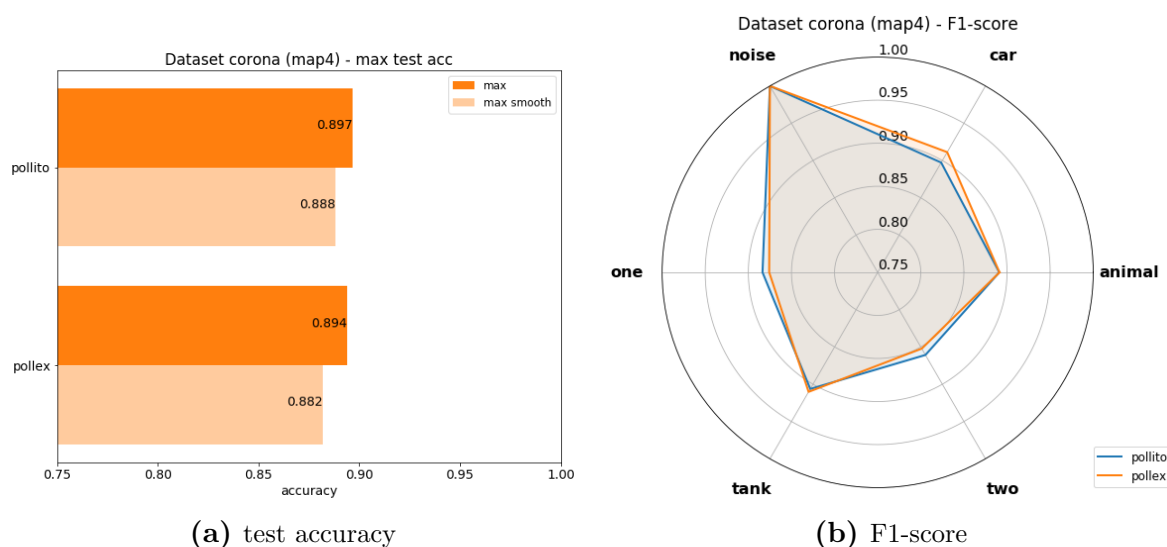 Dataset corona (map4) - max test acc
max
max smooth
0.897
pollito
0.888
0.894
pollex
0.882
0.75 0.80 0.85 0.90 0.95 1.00
accuracy
(a) test accuracy
Dataset corona (map4) - F1-score
noise
1.00
car
0.95
0.90
0.85
0.80
one
0.75
animal
tank
two
pollito
pollex
(b) F1-score